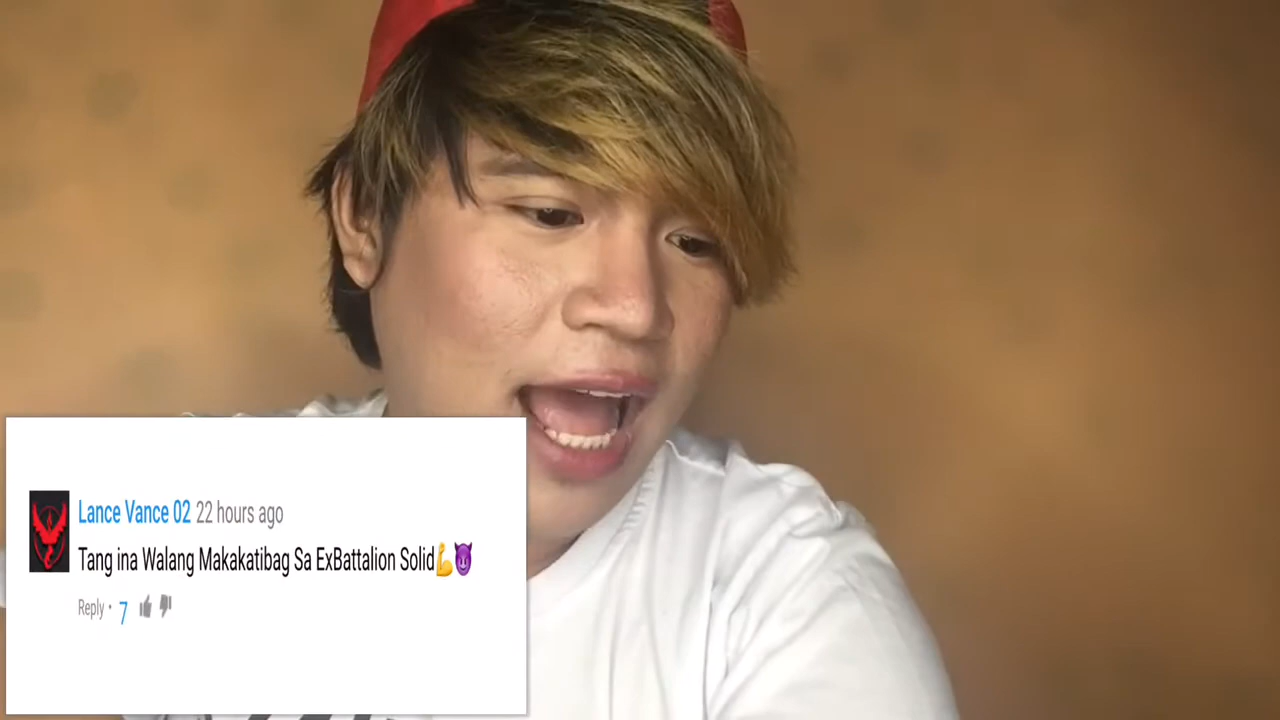 Lance Vance 02 22 hours ago
Tang ina Walang Makakatibag Sa ExBattalion Solid💪😈
Reply • 7